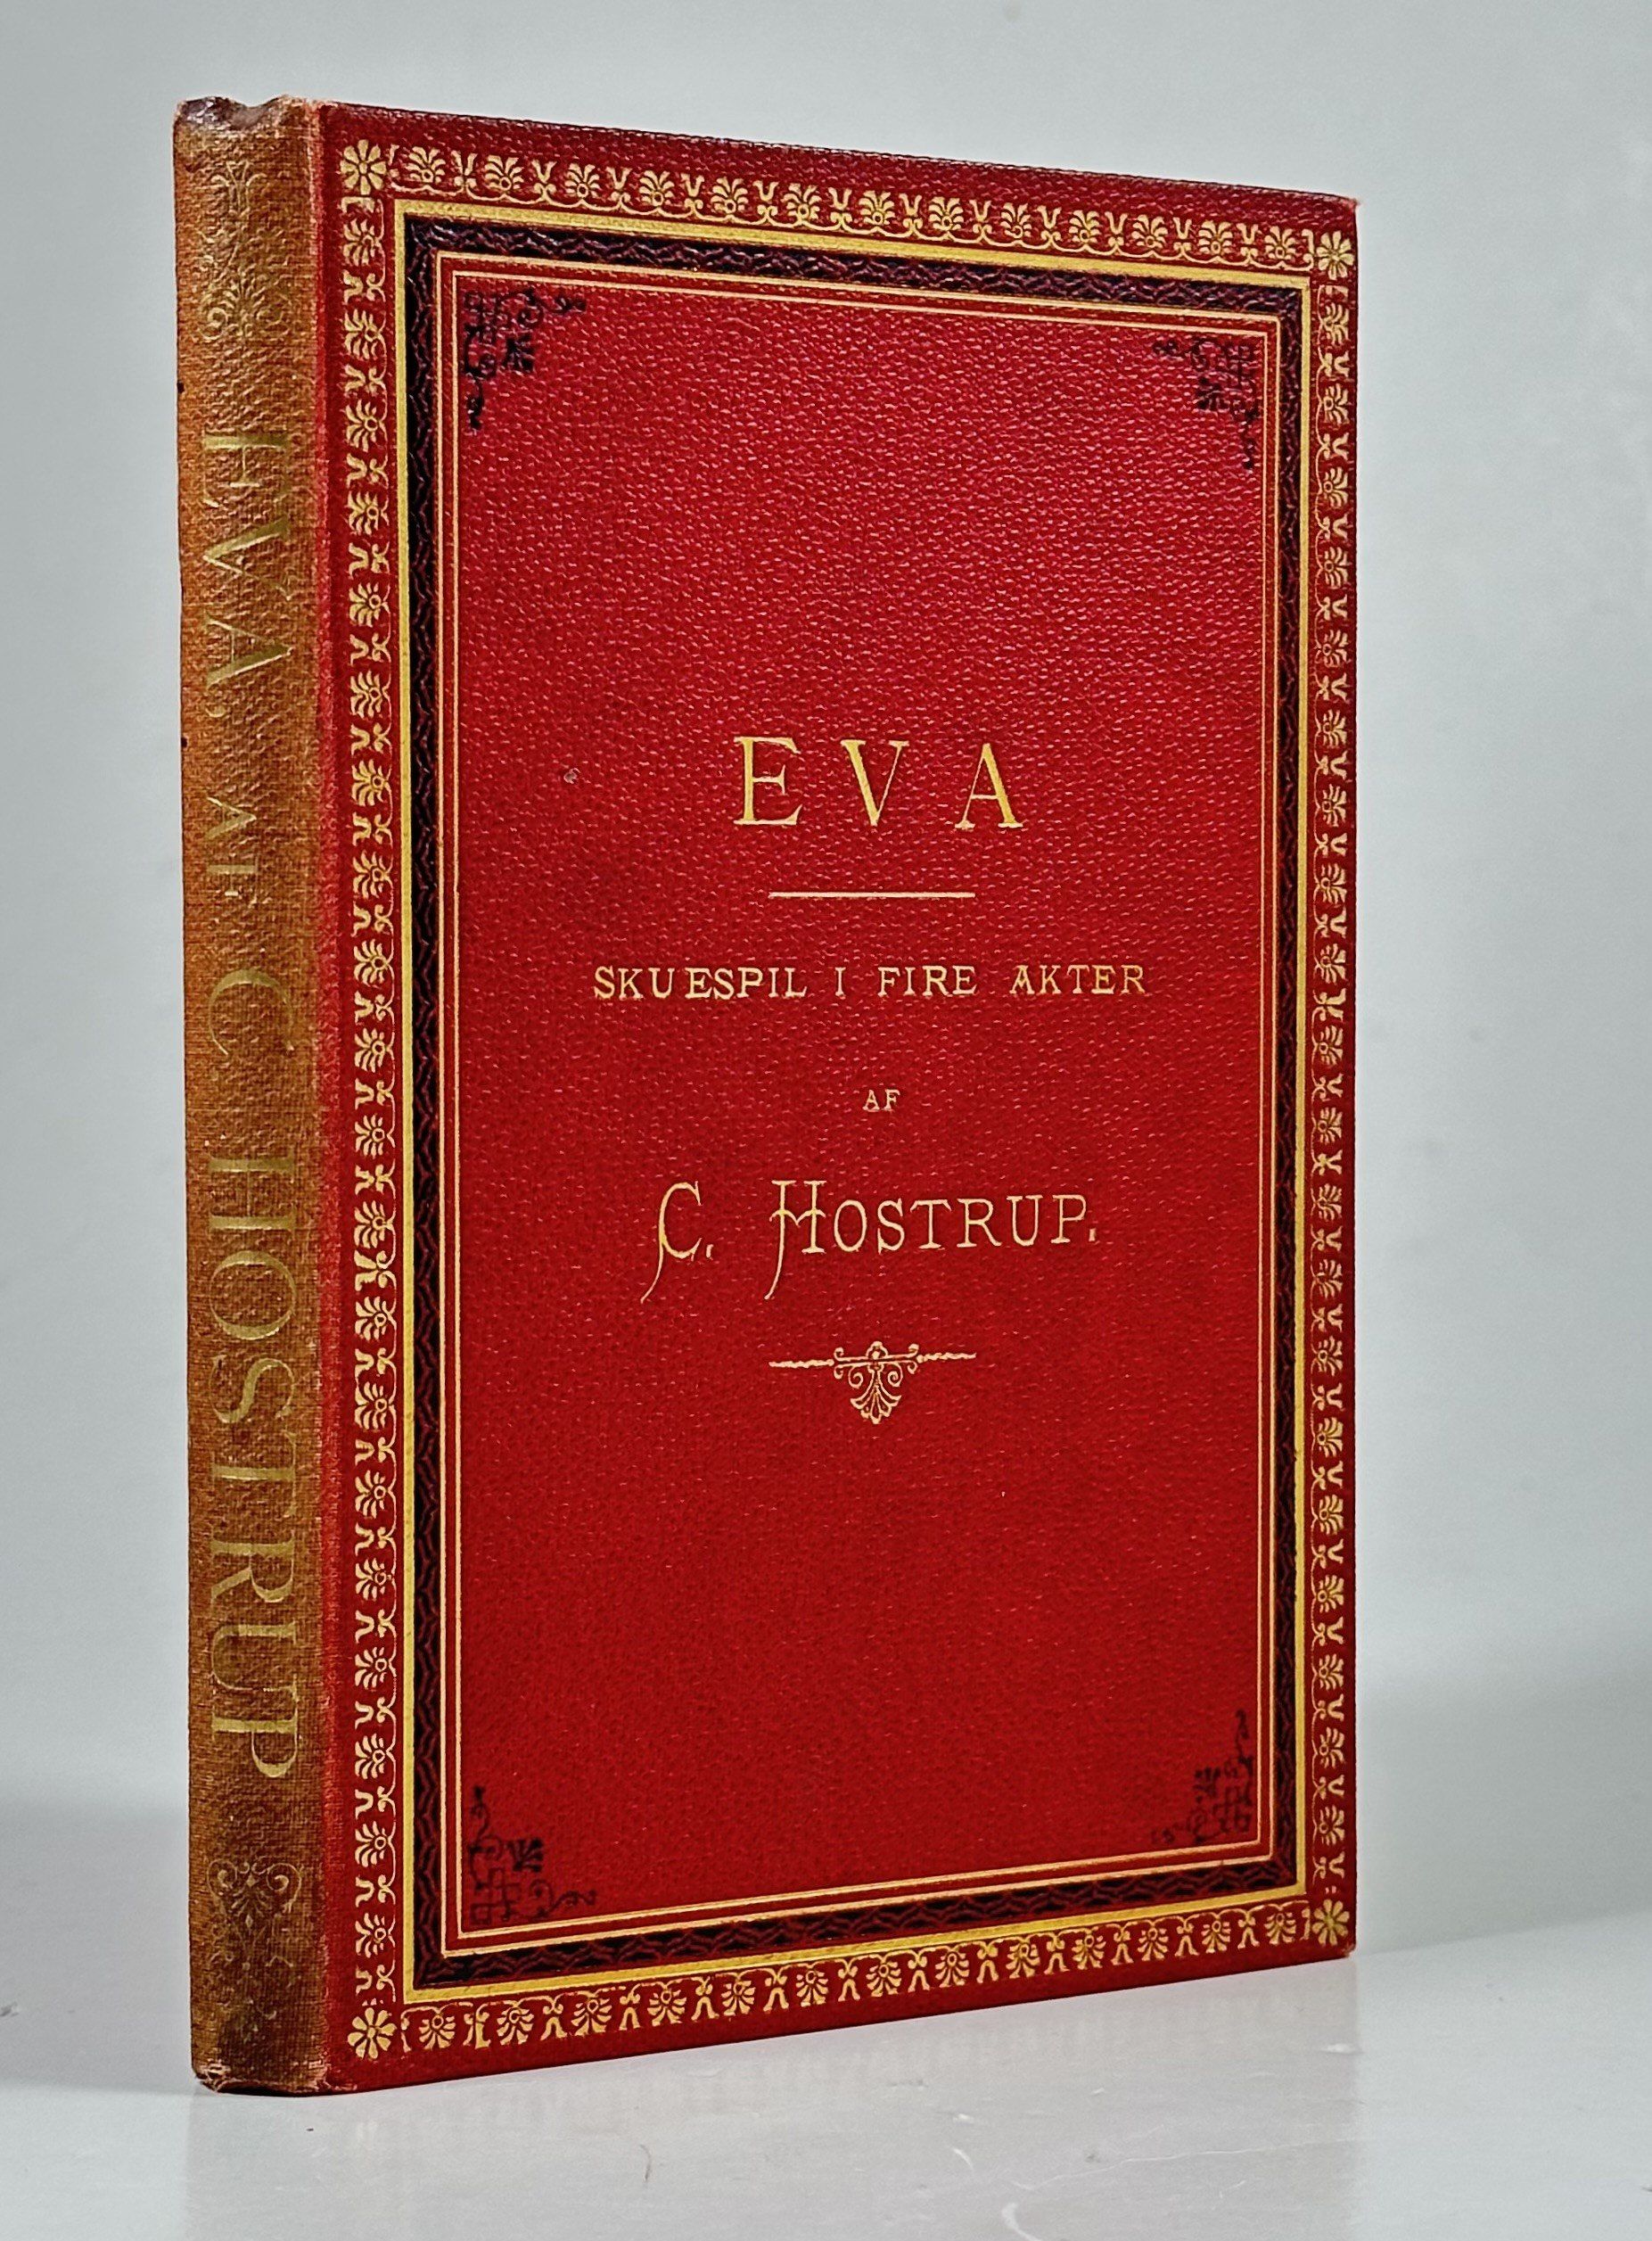 EVA, AF C. HOSTRUP
EVA
SKUESPIL I FIRE AKTER
AF
C. HOSTRUP.